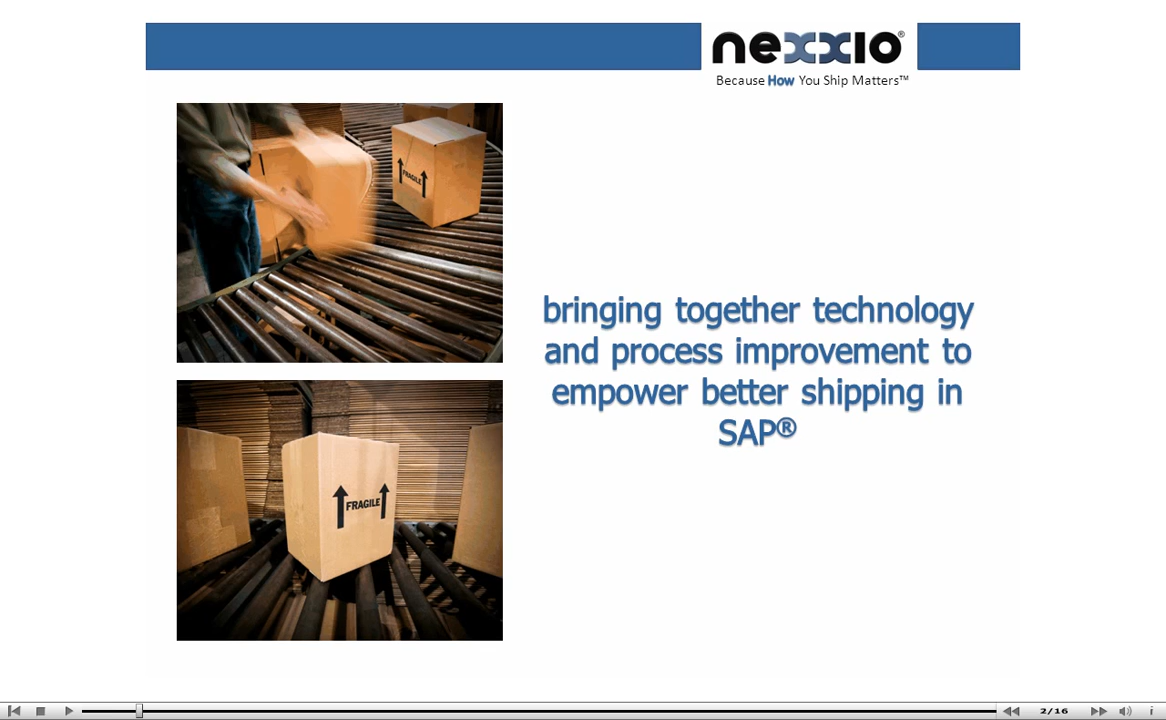 nexxio®
Because How You Ship Matters™
FRAGILE
bringing together technology
and process improvement to
empower better shipping in
SAP®
FRAGILE
2/16